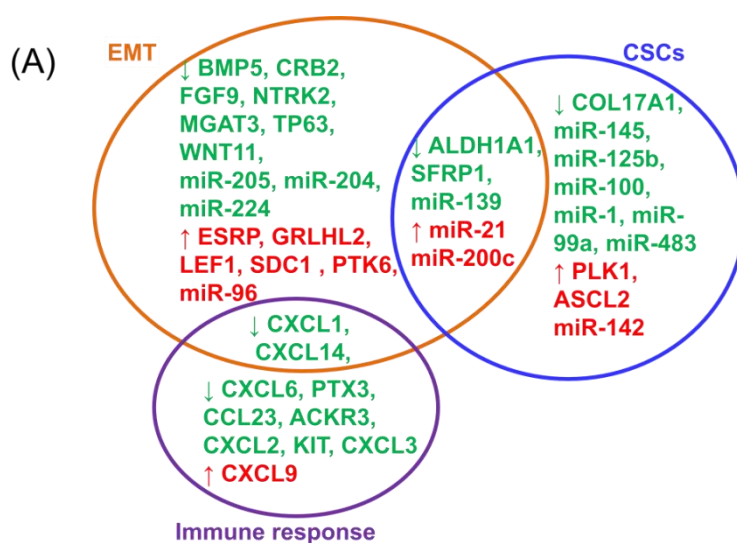 (A)
EMT
↓ BMP5, CRB2,
FGF9, NTRK2,
MGAT3, TP63,
WNT11,
miR-205, miR-204,
miR-224
↑ ESRP, GRLHL2,
LEF1, SDC1 , PTK6,
miR-96
↓ ALDH1A1,
SFRP1,
miR-139
↑ miR-21
miR-200c
CSCs
↓ COL17A1,
miR-145,
miR-125b,
miR-100,
miR-1, miR-
99a, miR-483
↑ PLK1,
ASCL2
miR-142
↓ CXCL1,
CXCL14,
↓ CXCL6, PTX3,
CCL23, ACKR3,
CXCL2, KIT, CXCL3
↑ CXCL9
Immune response